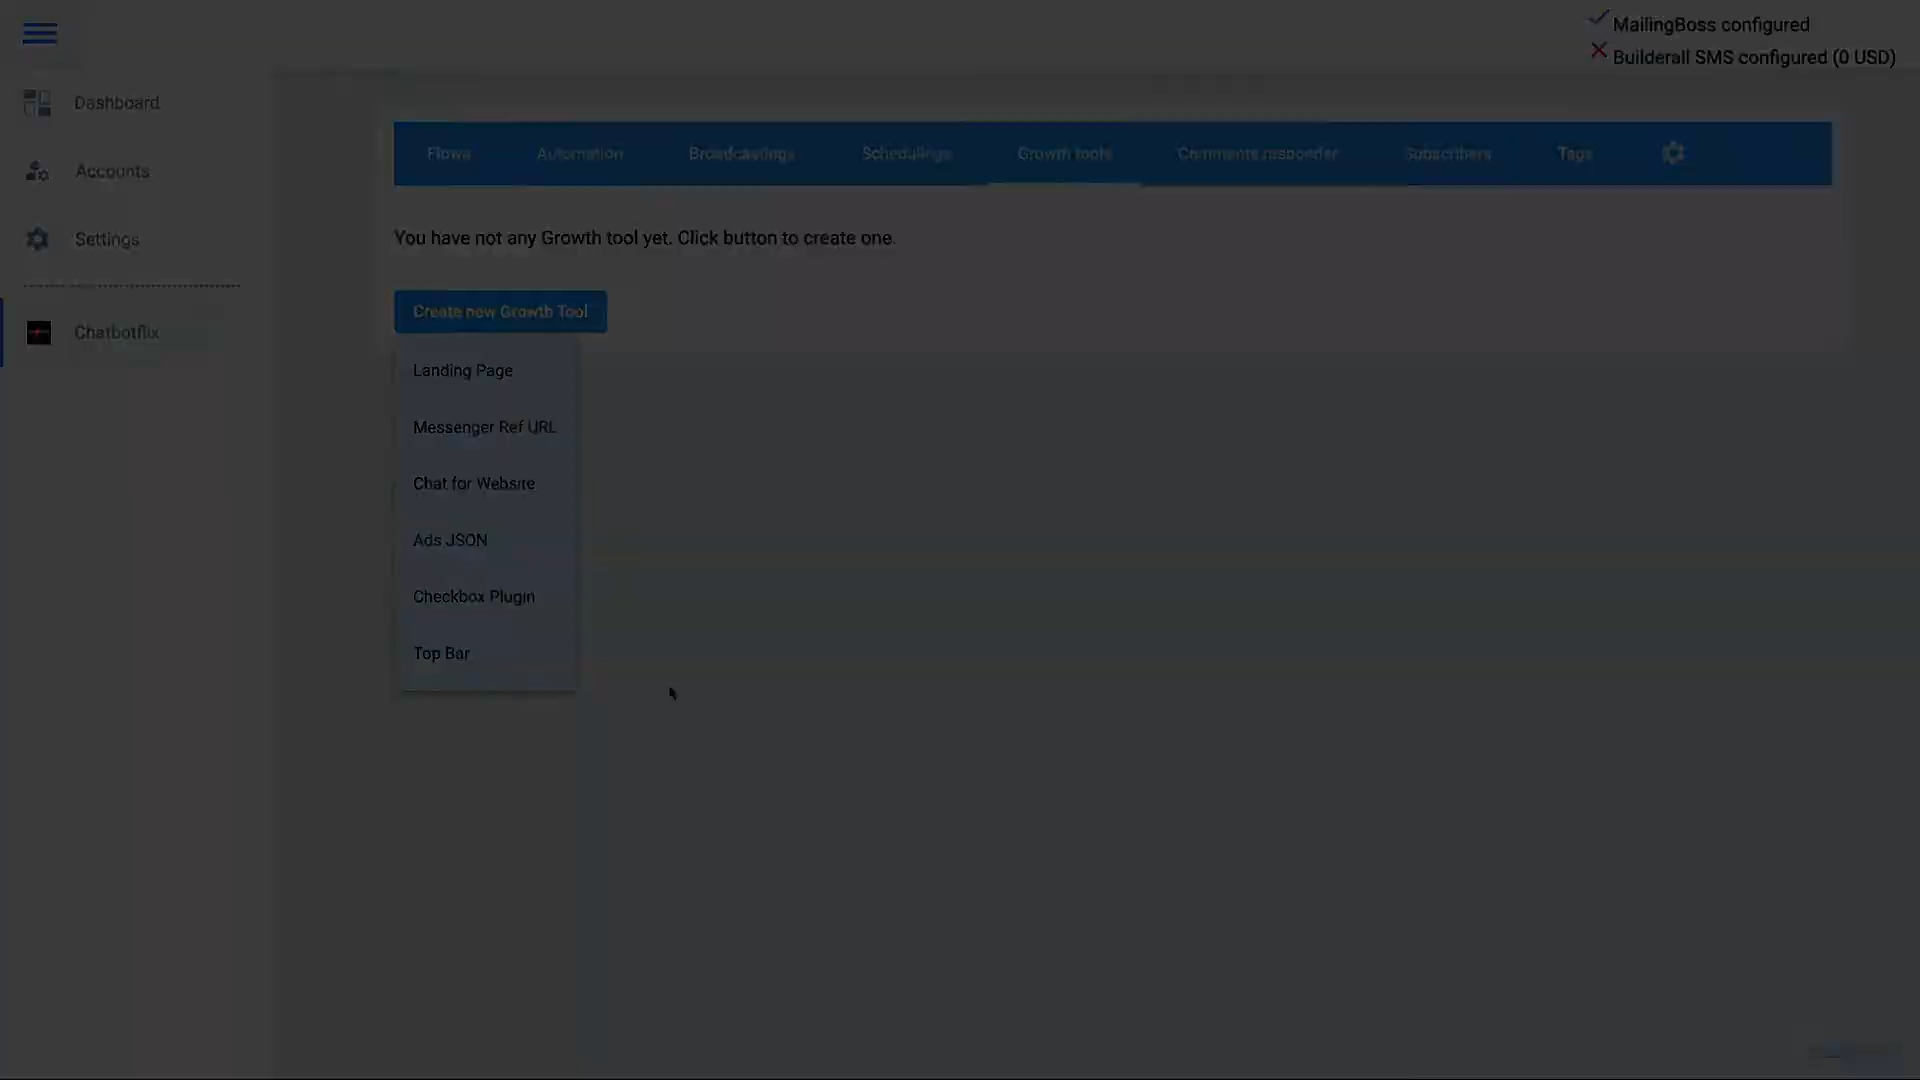 MailingBoss configured
Builderall SMS configured (0 USD)
Dashboard
Accounts
Settings
Chatbotflix
Flows Automation Broadcastings Schedulings Growth tools Comments responder Subscribers Tags
You have not any Growth tool yet. Click button to create one.
Create new Growth Tool
Landing Page
Messenger Ref URL
Chat for Website
Ads JSON
Checkbox Plugin
Top Bar